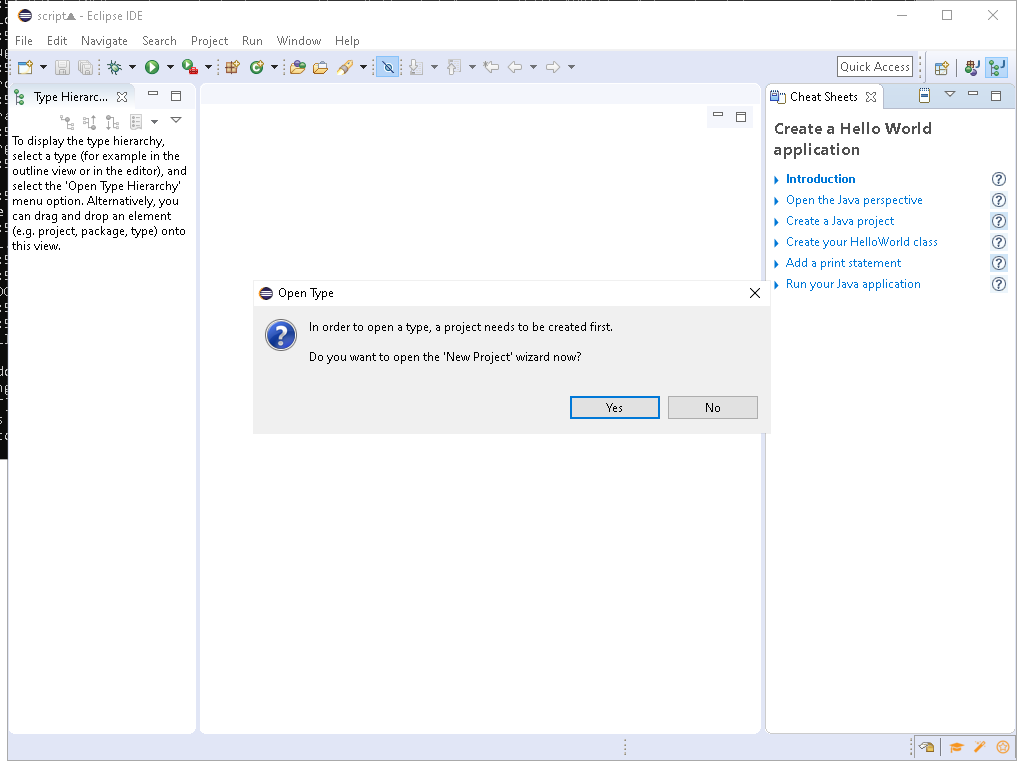 script▲ - Eclipse IDE
File Edit Navigate Search Project Run Window Help
Quick Access
Type Hierarc...
To display the type hierarchy,
select a type (for example in the
outline view or in the editor), and
select the 'Open Type Hierarchy'
menu option. Alternatively, you
can drag and drop an element
(e.g. project, package, type) onto
this view.
Open Type
In order to open a type, a project needs to be created first.
Do you want to open the 'New Project' wizard now?
Yes No
Cheat Sheets
Create a Hello World
application
Introduction
Open the Java perspective
Create a Java project
Create your HelloWorld class
Add a print statement
Run your Java application